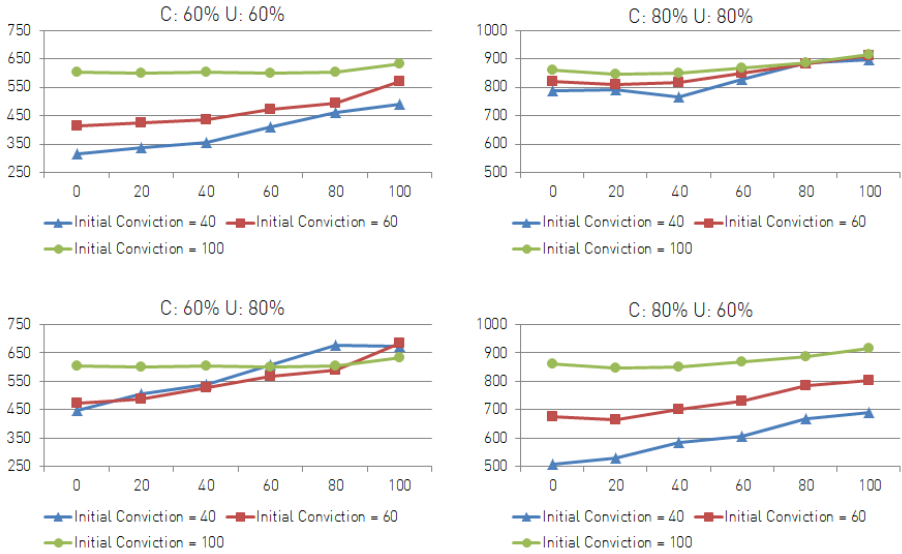 C: 60% U: 60%
750
650
550
450
350
250
0 20 40 60 80 100
Initial Conviction = 40 Initial Conviction = 60
Initial Conviction = 100
C: 80% U: 80%
1000
900
800
700
600
500
0 20 40 60 80 100
Initial Conviction = 40 Initial Conviction = 60
Initial Conviction = 100
C: 60% U: 80%
750
650
550
450
350
250
0 20 40 60 80 100
Initial Conviction = 40 Initial Conviction = 60
Initial Conviction = 100
C: 80% U: 60%
1000
900
800
700
600
500
0 20 40 60 80 100
Initial Conviction = 40 Initial Conviction = 60
Initial Conviction = 100